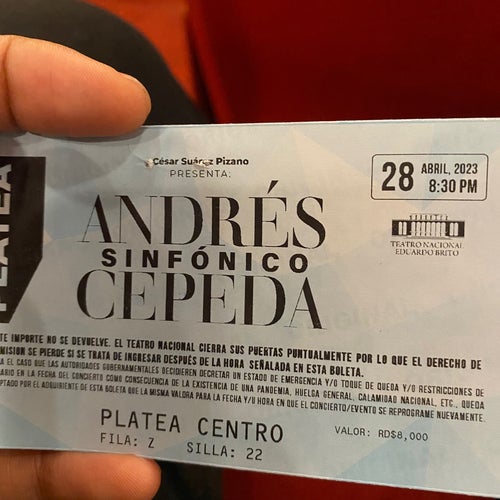 PLATEA
César Suárez Pizano
PRESENTA:
28 ABRIL, 2023
8:30 PM
ANDRÉS
SINFÓNICO
CEPEDA
TEATRO NACIONAL
EDUARDO BRITO
TE IMPORTE NO SE DEVUELVE. EL TEATRO NACIONAL CIERRA SUS PUERTAS PUNTUALMENTE POR LO QUE EL DERECHO DE
MISION SE PIERDE SI SE TRATA DE INGRESAR DESPUÉS DE LA HORA SEÑALADA EN ESTA BOLETA.
A EL CASO QUE LAS AUTORIDADES GUBERNAMENTALES DECIDIEREN DECRETAR UN ESTADO DE EMERGENCIA Y/O TOQUE DE QUEDA Y/O RESTRICCIONES DE
ARIO EN LA FECHA DEL CONCIERTO COMO CONSECUENCIA DE LA EXISTENCIA DE UNA PANDEMIA, HUELGA GENERAL, CALAMIDAD NACIONAL, ETC., QUEDA
PTADO POR EL ADQUIRIENTE DE ESTA BOLETA QUE LA MISMA VALDRA PARA LA FECHA Y/U HORA EN QUE EL CONCIERTO/EVENTO SE REPROGRAME NUEVAMENTE.
PLATEA CENTRO
FILA: Z SILLA: 22
VALOR: RD$8,000